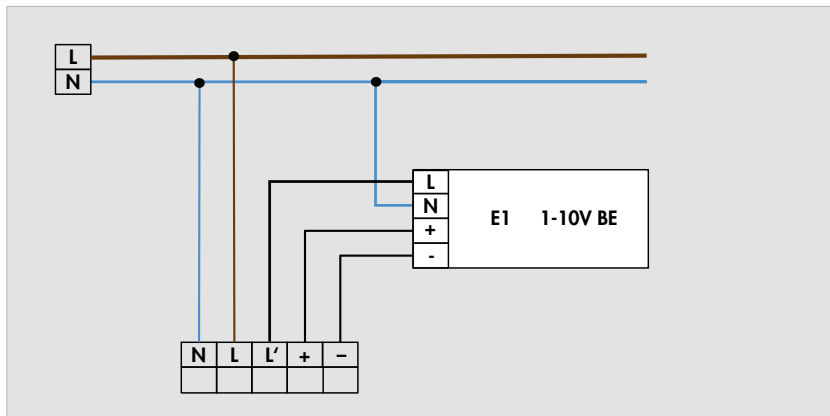 L
N
L
N
+
-
E1 1-10V BE
N L L‘ + –